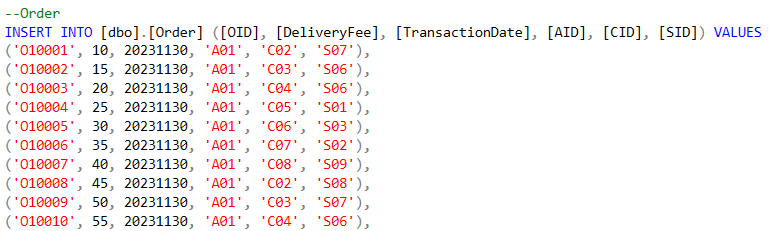 --Order
INSERT INTO [dbo].[Order] ([OID], [DeliveryFee], [TransactionDate], [AID], [CID], [SID]) VALUES
('O10001', 10, 20231130, 'A01', 'C02', 'S07'),
('O10002', 15, 20231130, 'A01', 'C03', 'S06'),
('O10003', 20, 20231130, 'A01', 'C04', 'S06'),
('O10004', 25, 20231130, 'A01', 'C05', 'S01'),
('O10005', 30, 20231130, 'A01', 'C06', 'S03'),
('O10006', 35, 20231130, 'A01', 'C07', 'S02'),
('O10007', 40, 20231130, 'A01', 'C08', 'S09'),
('O10008', 45, 20231130, 'A01', 'C02', 'S08'),
('O10009', 50, 20231130, 'A01', 'C03', 'S07'),
('O10010', 55, 20231130, 'A01', 'C04', 'S06'),